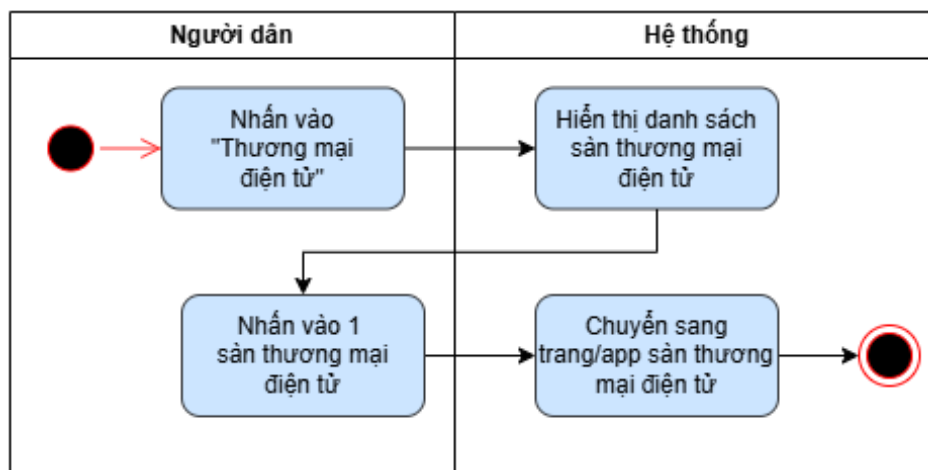 Người dân
Hệ thống
Nhấn vào
"Thương mại
điện tử"
Hiển thị danh sách
sàn thương mại
điện tử
Nhấn vào 1
sàn thương mại
điện tử
Chuyển sang
trang/app sàn thương
mại điện tử